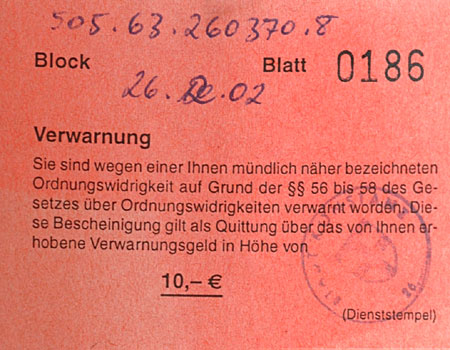 505.63.260370.8
Block Blatt 0186
26. .02
Verwarnung
Sie sind wegen einer Ihnen mündlich näher bezeichneten
Ordnungswidrigkeit auf Grund der §§ 56 bis 58 des Ge-
setzes über Ordnungswidrigkeiten verwarnt worden. Die-
se Bescheinigung gilt als Quittung über das von Ihnen er-
hobene Verwarnungsgeld in Höhe von
10,– €
(Dienststempel)